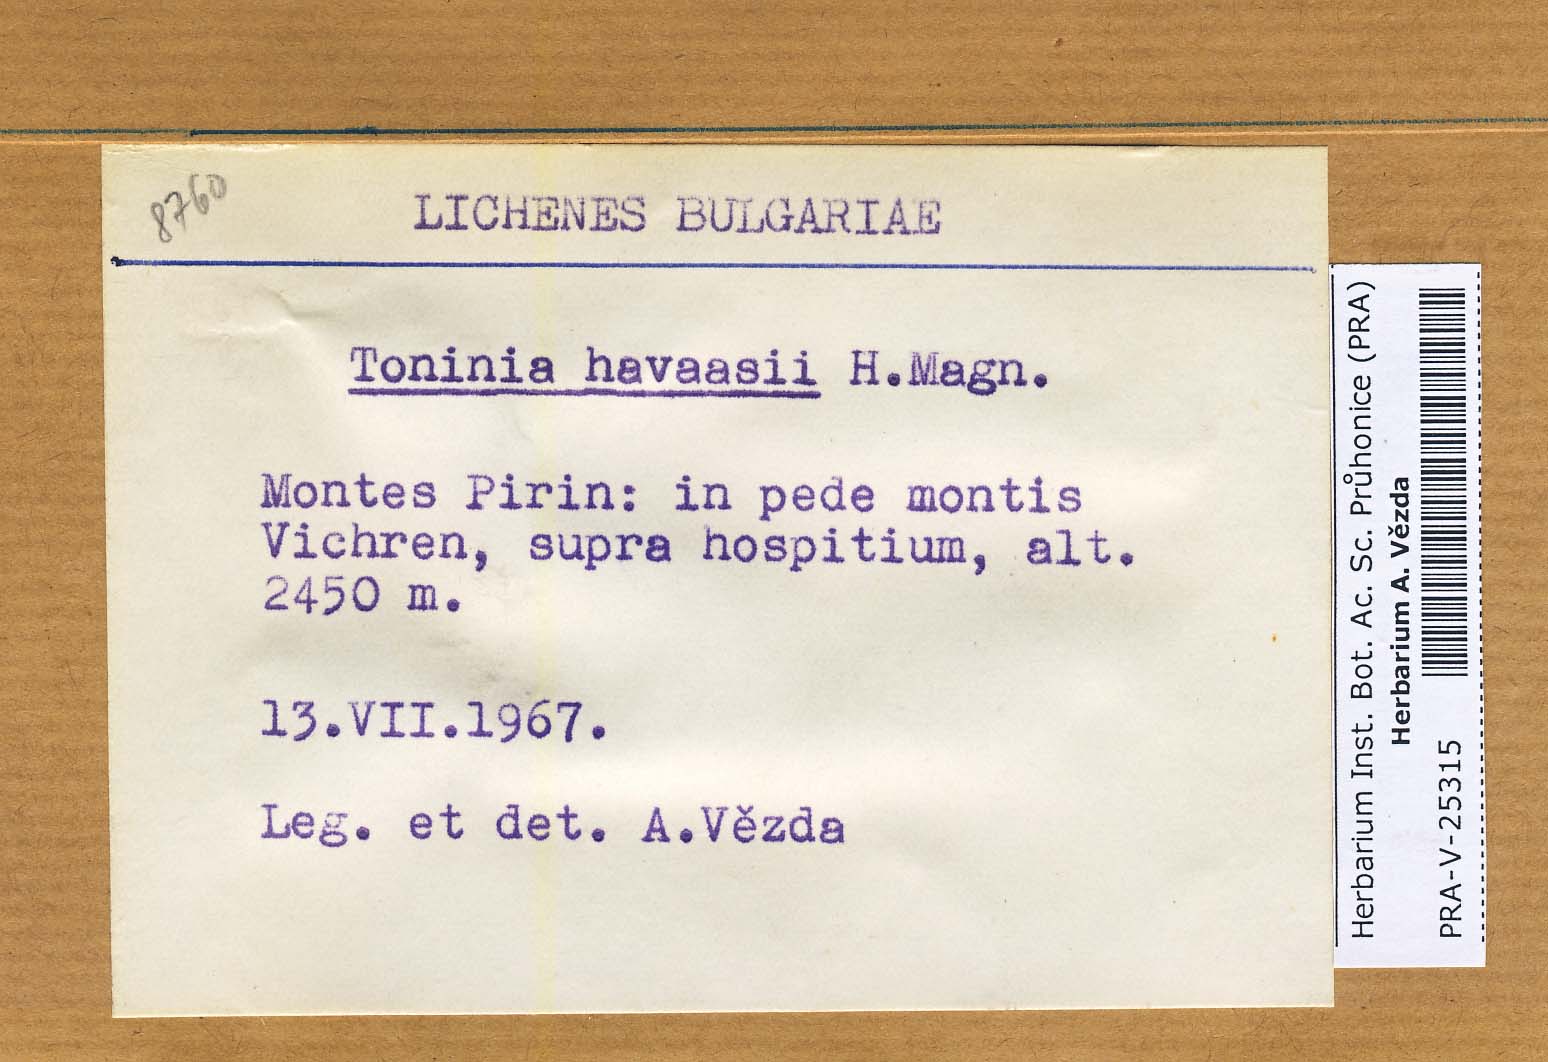 8760
LICHENES BULGARIAE
Toninia havaasii H.Magn.
Montes Pirin: in pede montis
Vichren, supra hospitium, alt.
2450 m.
13.VII.1967.
Leg. et det. A.Vězda
Herbarium Inst. Bot. Ac. Sc. Průhonice (PRA)
Herbarium A. Vězda
PRA-V-25315